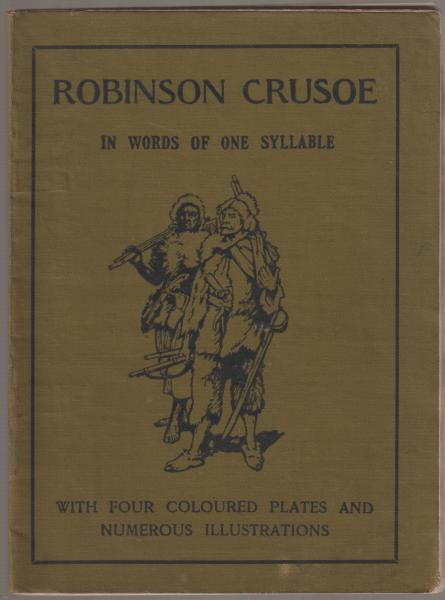 ROBINSON CRUSOE
IN WORDS OF ONE SYLLABLE
WITH FOUR COLOURED PLATES AND
NUMEROUS ILLUSTRATIONS